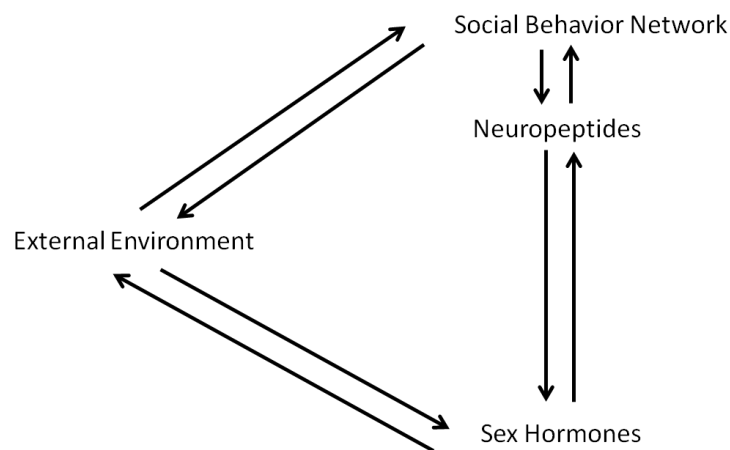 Social Behavior Network
Neuropeptides
External Environment
Sex Hormones